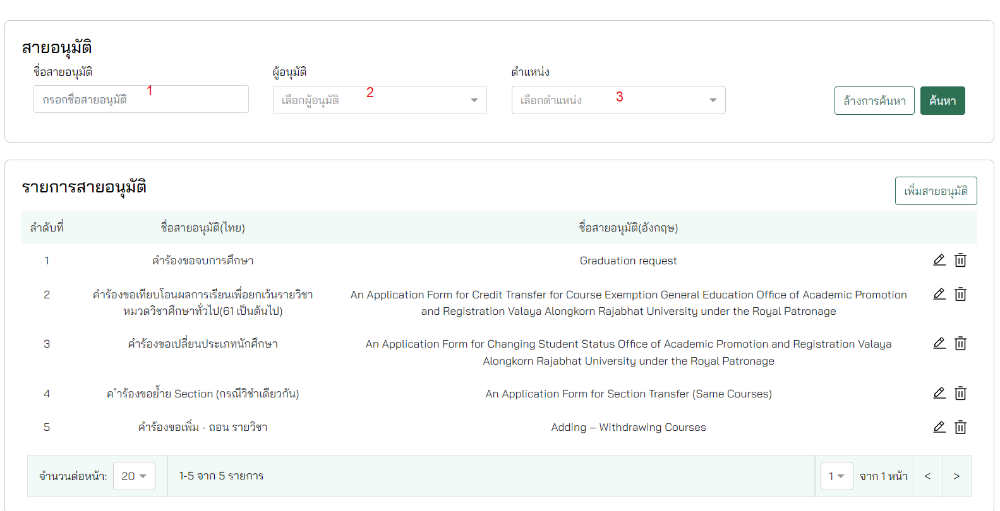 สายอนุมัติ
ชื่อสายอนุมัติ ผู้อนุมัติ ตำแหน่ง
กรอกชื่อสายอนุมัติ 1 เลือกผู้อนุมัติ 2 เลือกตำแหน่ง 3 ล้างการค้นหา ค้นหา
รายการสายอนุมัติ เพิ่มสายอนุมัติ
ลำดับที่ ชื่อสายอนุมัติ(ไทย) ชื่อสายอนุมัติ(อังกฤษ)
1 คำร้องขอจบการศึกษา Graduation request
2 คำร้องขอเทียบโอนผลการเรียนเพื่อยกเว้นรายวิชา An Application Form for Credit Transfer for Course Exemption General Education Office of Academic Promotion
หมวดวิชาศึกษาทั่วไป(61 เป็นต้นไป) and Registration Valaya Alongkorn Rajabhat University under the Royal Patronage
3 คำร้องขอเปลี่ยนประเภทนักศึกษา An Application Form for Changing Student Status Office of Academic Promotion and Registration Valaya
Alongkorn Rajabhat University under the Royal Patronage
4 ค ำร้องขอย้ำย Section (กรณีวิชำเดียวกัน) An Application Form for Section Transfer (Same Courses)
5 คำร้องขอเพิ่ม - ถอน รายวิชา Adding – Withdrawing Courses
จำนวนต่อหน้า: 20 1-5 จาก 5 รายการ 1 จาก 1 หน้า < >